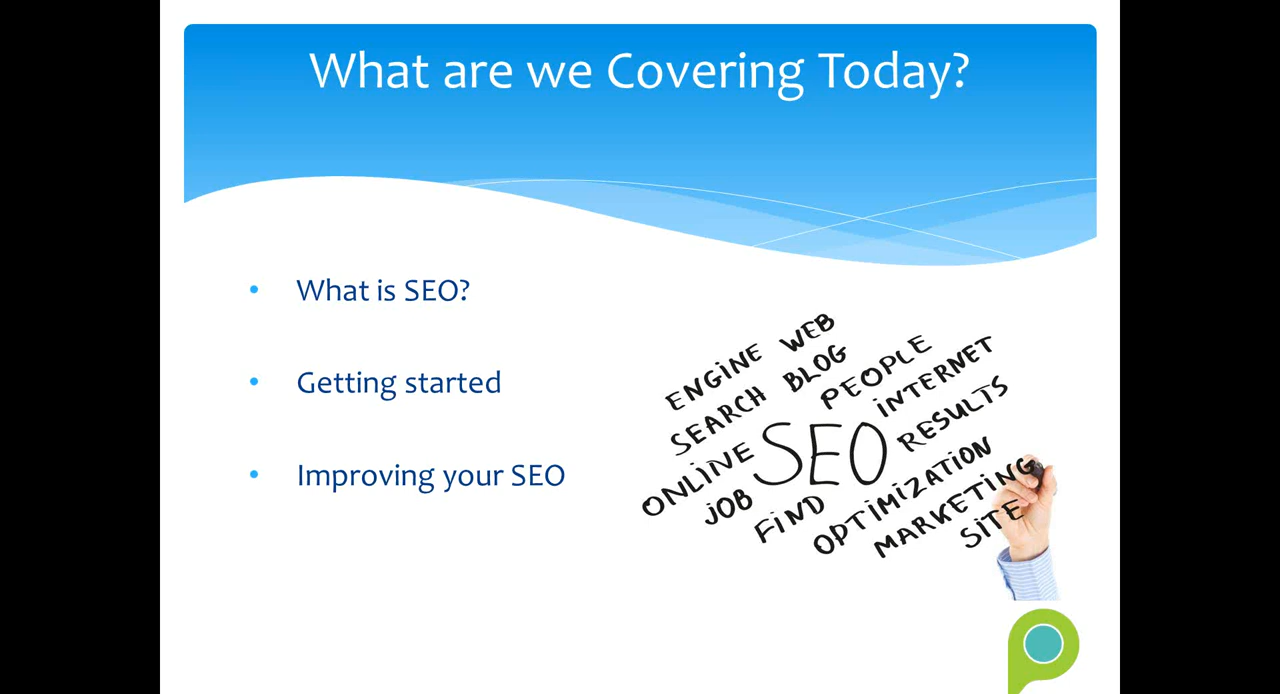 What are we Covering Today?
• What is SEO?
• Getting started
• Improving your SEO
ENGINE WEB
SEARCH BLOG
PEOPLE
INTERNET
ONLINE SEO RESULTS
JOB
FIND
OPTIMIZATION
MARKETING
SITE